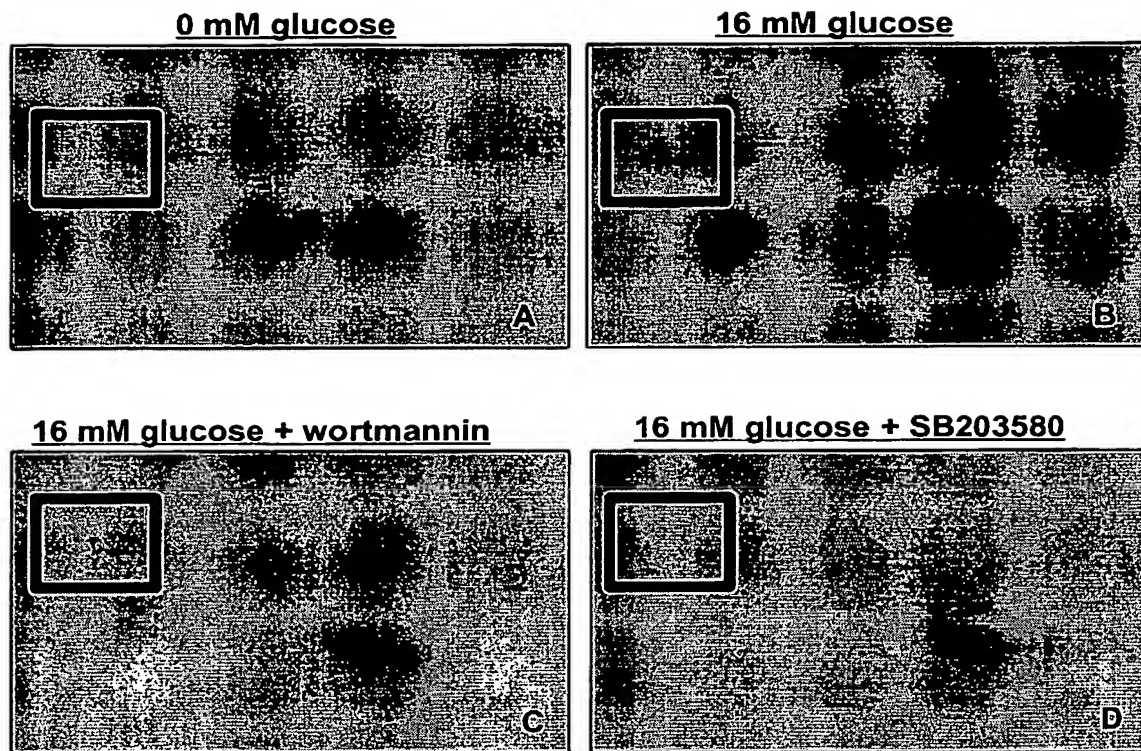 0 mM glucose
16 mM glucose
A
B
16 mM glucose + wortmannin
16 mM glucose + SB203580
C
D